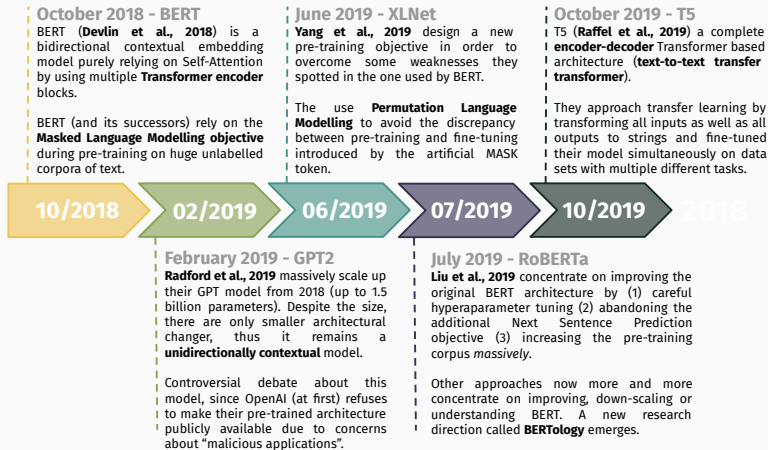 October 2018 - BERT
BERT (Devlin et al., 2018) is a
bidirectional contextual embedding
model purely relying on Self-Attention
by using multiple Transformer encoder
blocks.
BERT (and its successors) rely on the
Masked Language Modelling objective
during pre-training on huge unlabelled
corpora of text.
June 2019 - XLNet
Yang et al., 2019 design a new
pre-training objective in order to
overcome some weaknesses they
spotted in the one used by BERT.
The use Permutation Language
Modelling to avoid the discrepancy
between pre-training and fine-tuning
introduced by the artificial MASK
token.
October 2019 - T5
T5 (Raffel et al., 2019) a complete
encoder-decoder Transformer based
architecture (text-to-text transfer
transformer).
They approach transfer learning by
transforming all inputs as well as all
outputs to strings and fine-tuned
their model simultaneously on data
sets with multiple different tasks.
10/2018
02/2019
06/2019
07/2019
10/2019
2018
February 2019 - GPT2
Radford et al., 2019 massively scale up
their GPT model from 2018 (up to 1.5
billion parameters). Despite the size,
there are only smaller architectural
changer, thus it remains a
unidirectionally contextual model.
Controversial debate about this
model, since OpenAI (at first) refuses
to make their pre-trained architecture
publicly available due to concerns
about “malicious applications”.
July 2019 - RoBERTa
Liu et al., 2019 concentrate on improving the
original BERT architecture by (1) careful
hyperaparameter tuning (2) abandoning the
additional Next Sentence Prediction
objective (3) increasing the pre-training
corpus massively.
Other approaches now more and more
concentrate on improving, down-scaling or
understanding BERT. A new research
direction called BERTology emerges.